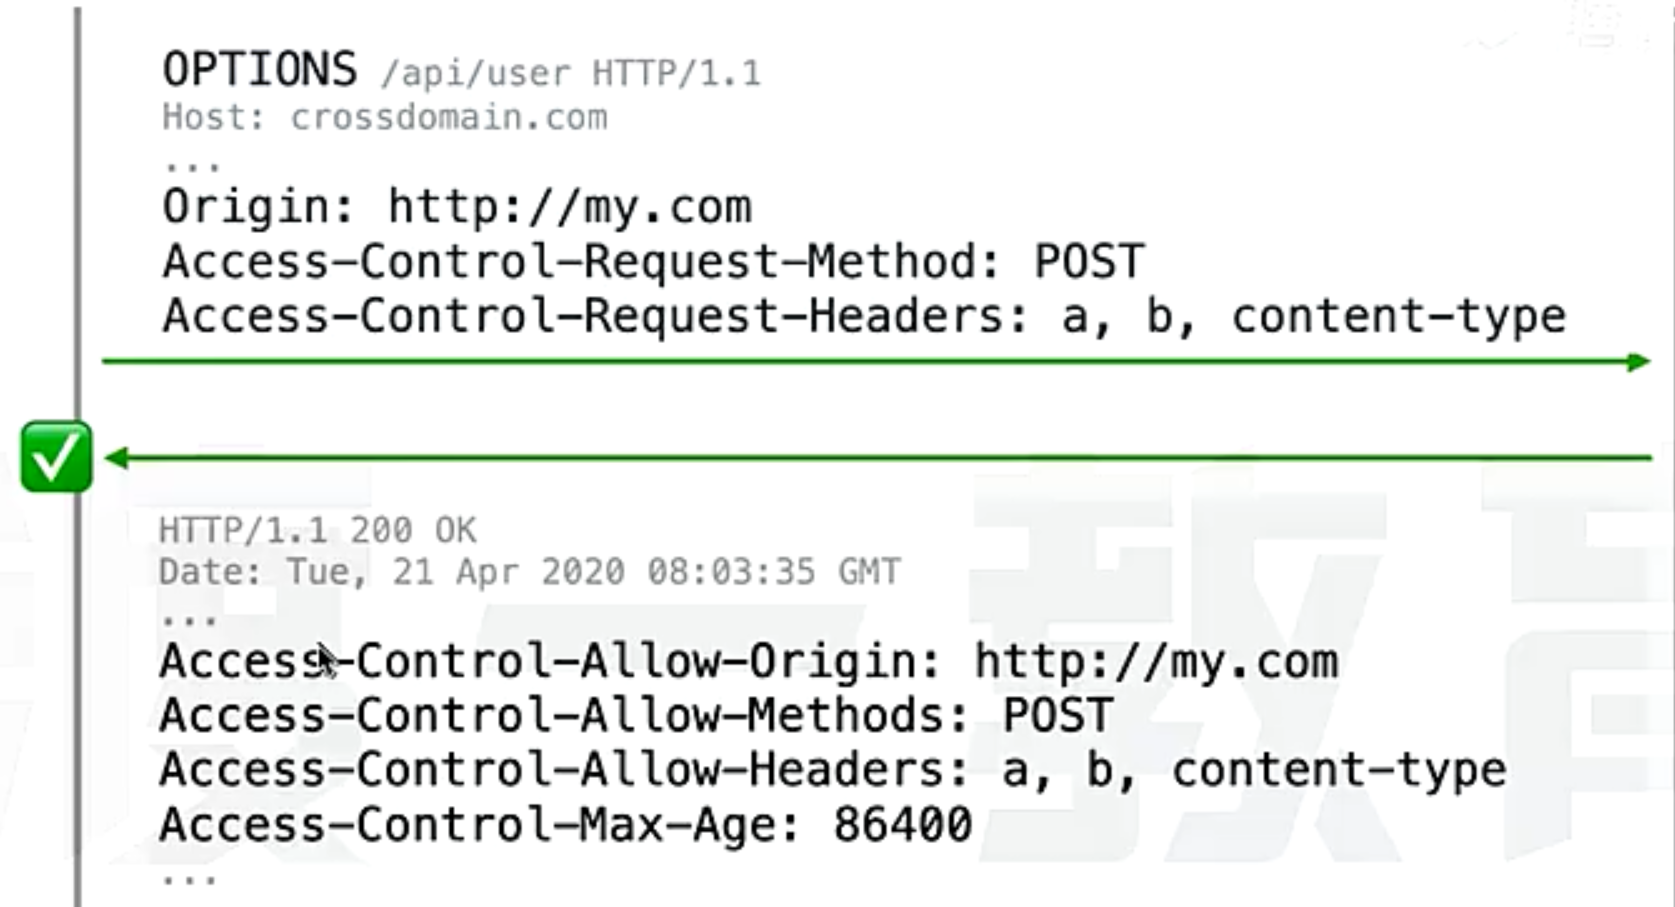 OPTIONS /api/user HTTP/1.1
Host: crossdomain.com
...
Origin: http://my.com
Access-Control-Request-Method: POST
Access-Control-Request-Headers: a, b, content-type
HTTP/1.1 200 OK
Date: Tue, 21 Apr 2020 08:03:35 GMT
...
Access-Control-Allow-Origin: http://my.com
Access-Control-Allow-Methods: POST
Access-Control-Allow-Headers: a, b, content-type
Access-Control-Max-Age: 86400
...